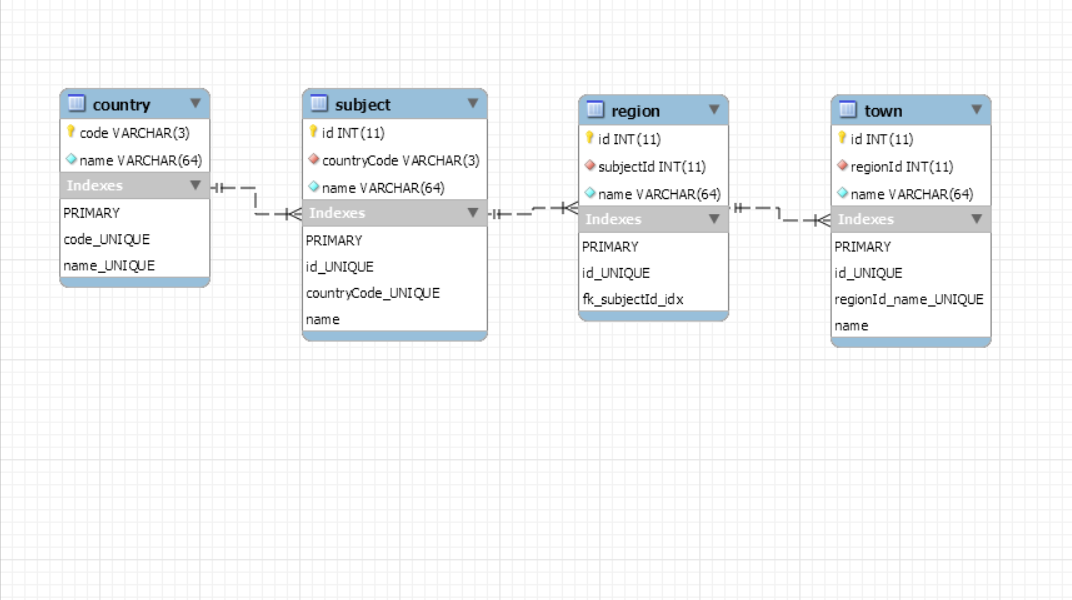 country
code VARCHAR(3)
name VARCHAR(64)
Indexes
PRIMARY
code_UNIQUE
name_UNIQUE
subject
id INT(11)
countryCode VARCHAR(3)
name VARCHAR(64)
Indexes
PRIMARY
id_UNIQUE
countryCode_UNIQUE
name
region
id INT(11)
subjectId INT(11)
name VARCHAR(64)
Indexes
PRIMARY
id_UNIQUE
fk_subjectId_idx
town
id INT(11)
regionId INT(11)
name VARCHAR(64)
Indexes
PRIMARY
id_UNIQUE
regionId_name_UNIQUE
name